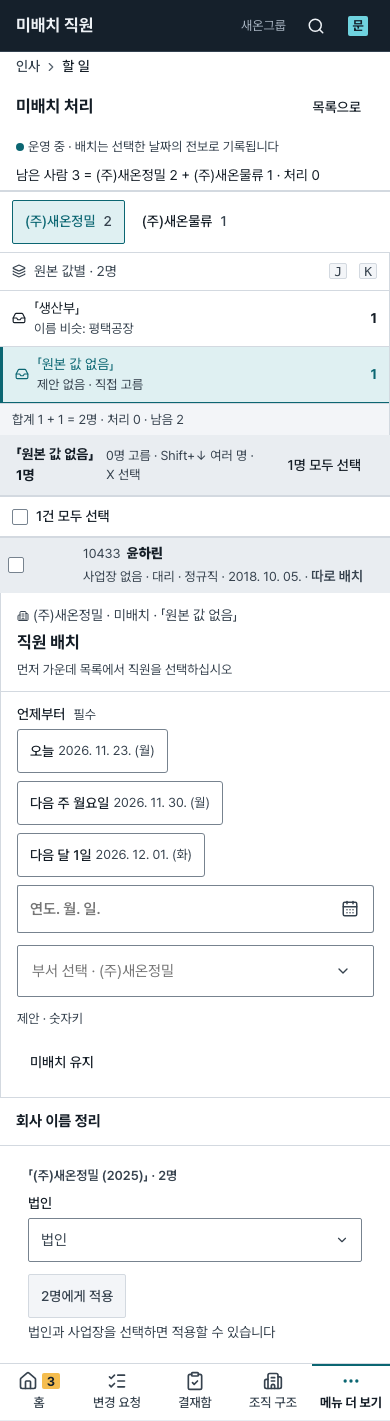 미배치 직원 새온그룹 문
인사 > 할 일
미배치 처리 목록으로
운영 중 · 배치는 선택한 날짜의 전보로 기록됩니다
남은 사람 3 = (주)새온정밀 2 + (주)새온물류 1 · 처리 0
(주)새온정밀 2 (주)새온물류 1
원본 값별 · 2명 J K
「생산부」 1
이름 비슷: 평택공장
「원본 값 없음」 1
제안 없음 · 직접 고름
합계 1 + 1 = 2명 · 처리 0 · 남음 2
「원본 값 없음」 0명 고름 · Shift+↓ 여러 명 · 1명 모두 선택
1명 X 선택
1건 모두 선택
10433 윤하린
사업장 없음 · 대리 · 정규직 · 2018. 10. 05. · 따로 배치
(주)새온정밀 · 미배치 · 「원본 값 없음」
직원 배치
먼저 가운데 목록에서 직원을 선택하십시오
언제부터 필수
오늘 2026. 11. 23. (월)
다음 주 월요일 2026. 11. 30. (월)
다음 달 1일 2026. 12. 01. (화)
연도. 월. 일.
부서 선택 · (주)새온정밀
제안 · 숫자키
미배치 유지
회사 이름 정리
「(주)새온정밀 (2025)」 · 2명
법인
법인
2명에게 적용
법인과 사업장을 선택하면 적용할 수 있습니다
3
홈 변경 요청 결재함 조직 구조 메뉴 더 보기